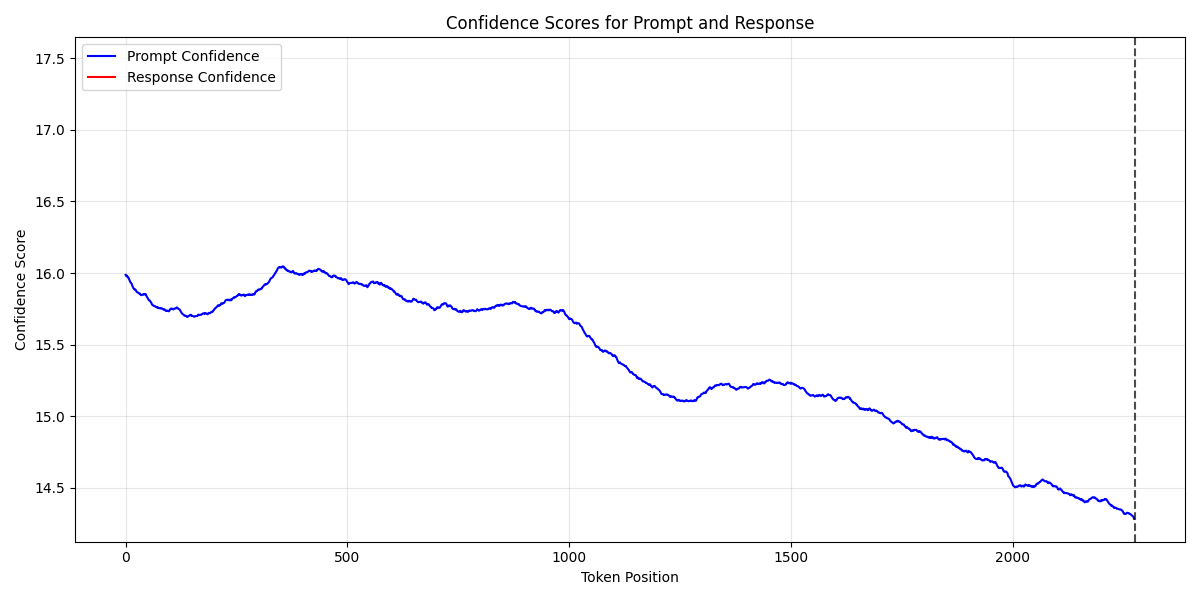 Confidence Scores for Prompt and Response
Prompt Confidence
Response Confidence
17.5
17.0
16.5
16.0
15.5
15.0
14.5
Confidence Score
0
500
1000
1500
2000
Token Position